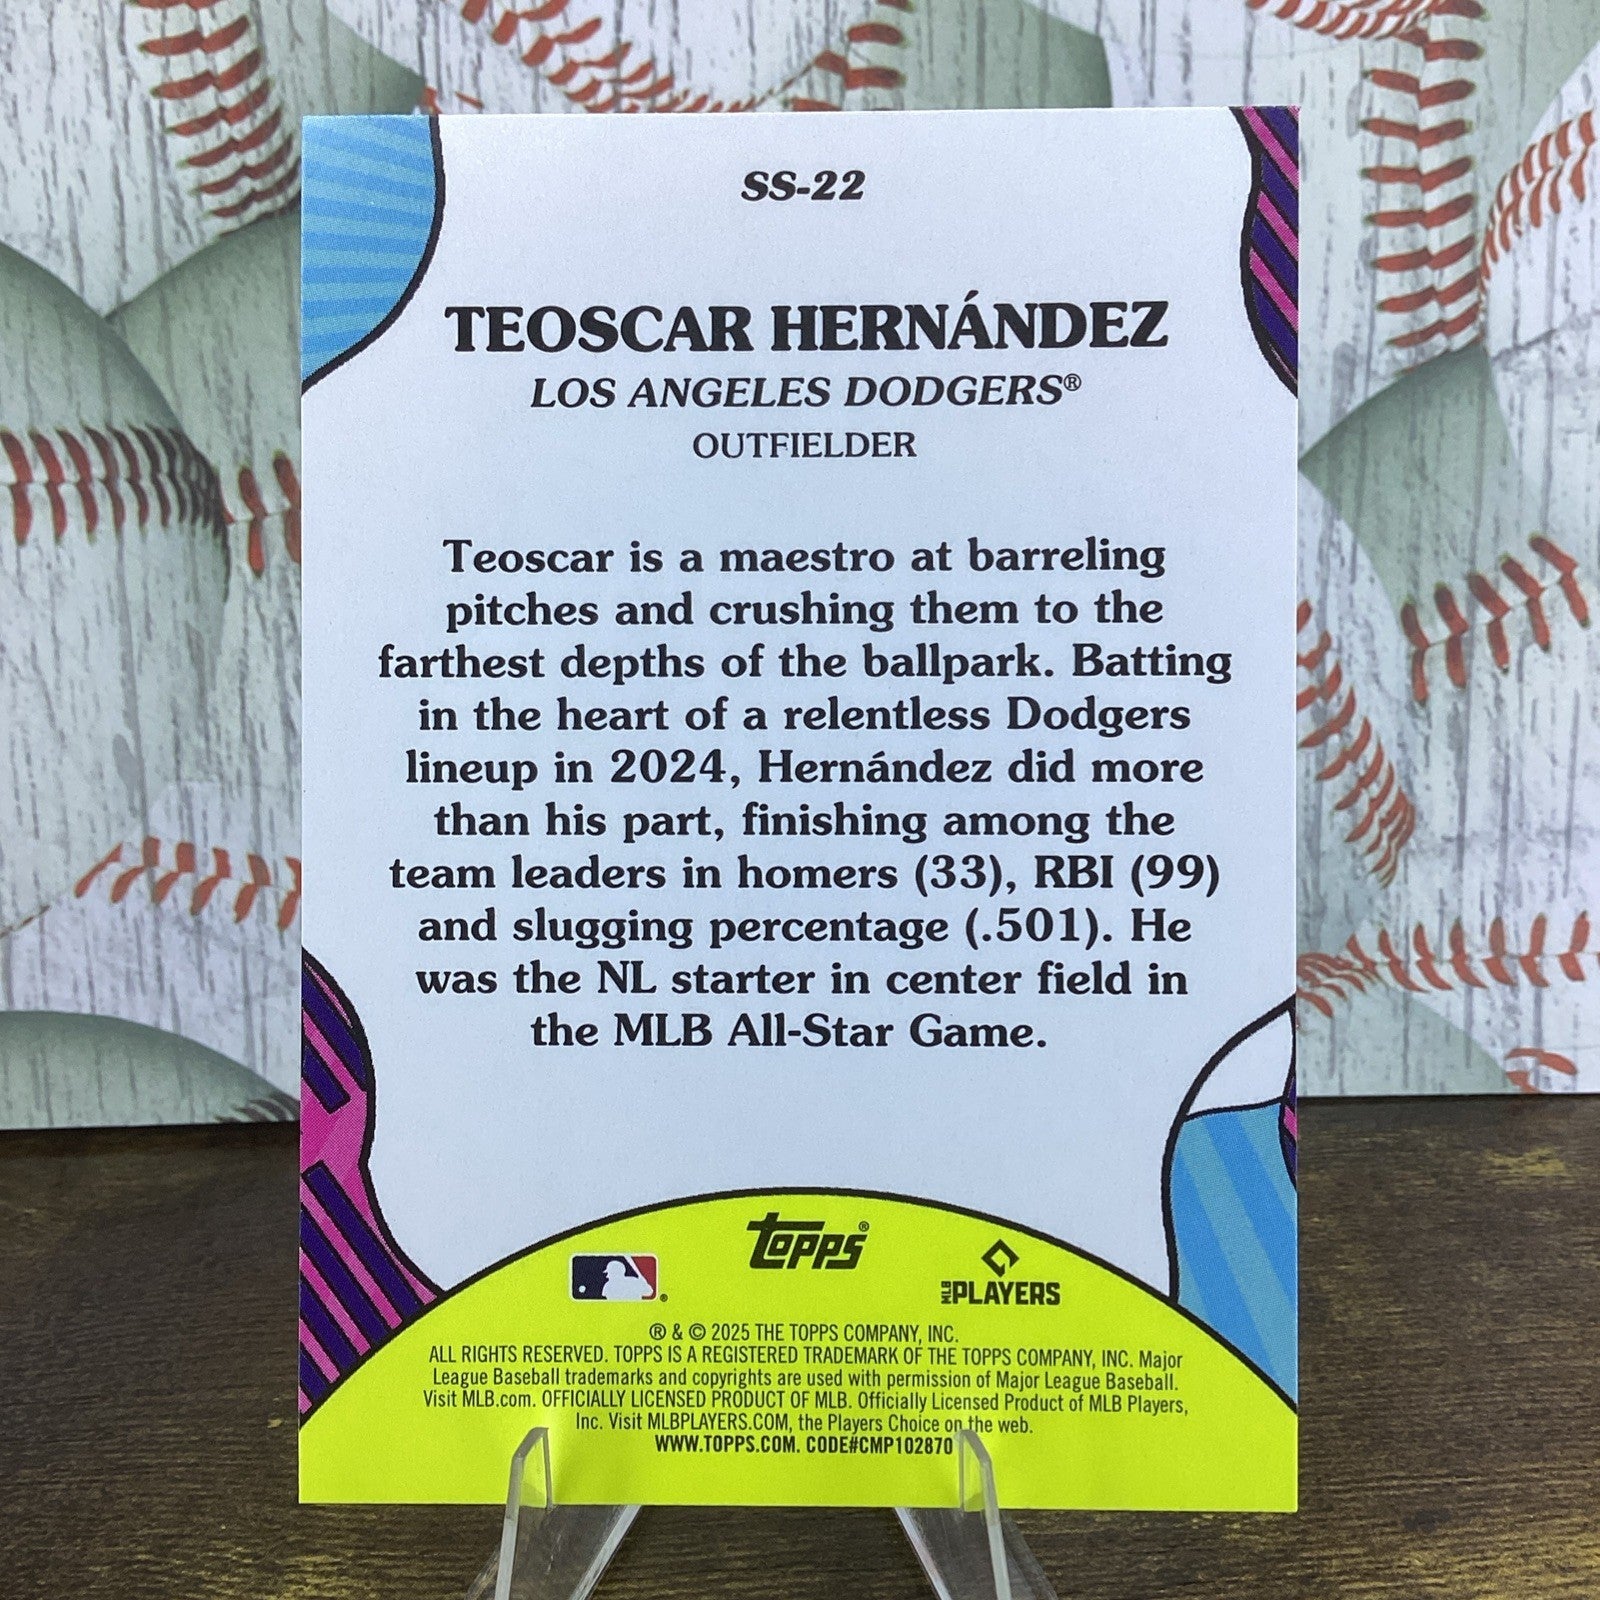 SS-22
TEOSCAR HERNÁNDEZ
LOS ANGELES DODGERS®
OUTFIELDER
Teoscar is a maestro at barreling
pitches and crushing them to the
farthest depths of the ballpark. Batting
in the heart of a relentless Dodgers
lineup in 2024, Hernández did more
than his part, finishing among the
team leaders in homers (33), RBI (99)
and slugging percentage (.501). He
was the NL starter in center field in
the MLB All-Star Game.
topps®
®
MLB PLAYERS
® & © 2025 THE TOPPS COMPANY, INC.
ALL RIGHTS RESERVED. TOPPS IS A REGISTERED TRADEMARK OF THE TOPPS COMPANY, INC. Major
League Baseball trademarks and copyrights are used with permission of Major League Baseball.
Visit MLB.com. OFFICIALLY LICENSED PRODUCT OF MLB. Officially Licensed Product of MLB Players,
Inc. Visit MLBPLAYERS.COM, the Players Choice on the web.
WWW.TOPPS.COM. CODE#CMP102870